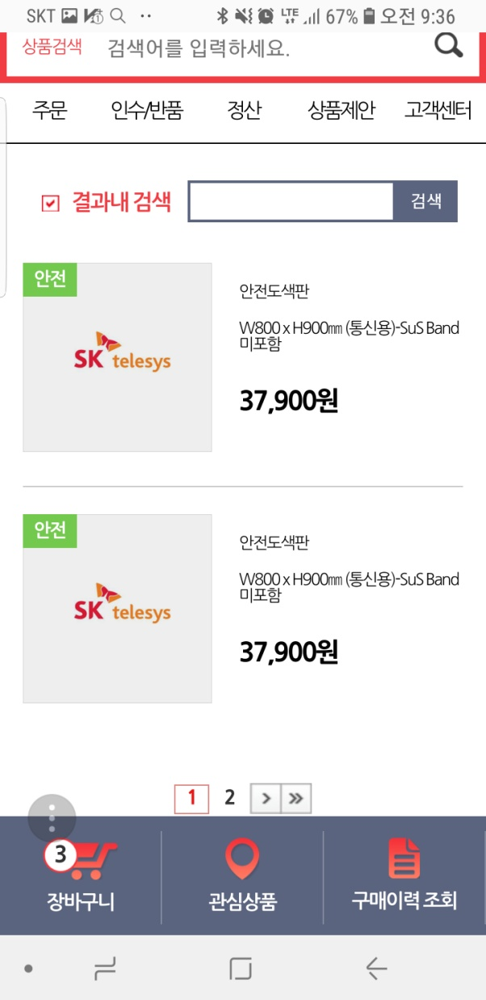 SKT LTE 67% 오전 9:36
상품검색 검색어를 입력하세요.
주문 인수/반품 정산 상품제안 고객센터
결과내 검색 검색
안전
SK telesys
안전도색판
W800 x H900㎜ (통신용)-SuS Band
미포함
37,900원
안전
SK telesys
안전도색판
W800 x H900㎜ (통신용)-SuS Band
미포함
37,900원
1 2 > »
3
장바구니 관심상품 구매이력 조회